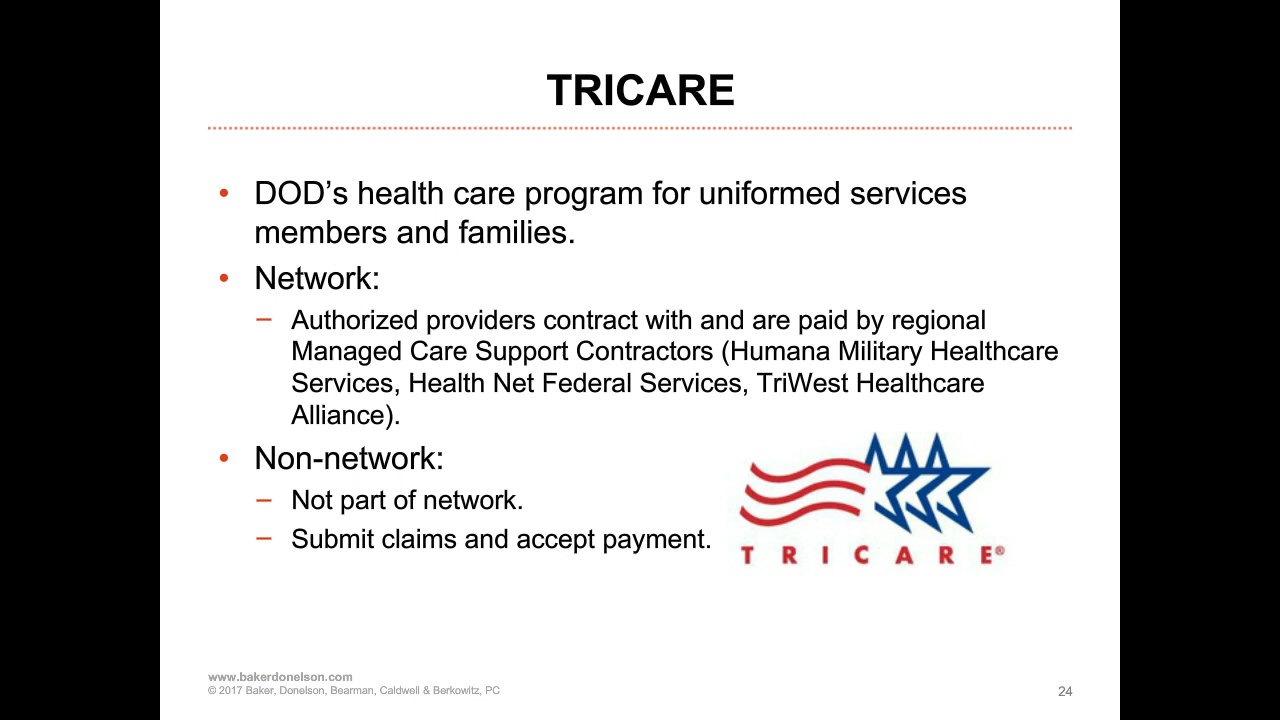 TRICARE
• DOD’s health care program for uniformed services
members and families.
• Network:
– Authorized providers contract with and are paid by regional
Managed Care Support Contractors (Humana Military Healthcare
Services, Health Net Federal Services, TriWest Healthcare
Alliance).
• Non-network:
– Not part of network.
– Submit claims and accept payment.
TRICARE®
www.bakerdonelson.com
© 2017 Baker, Donelson, Bearman, Caldwell & Berkowitz, PC
24